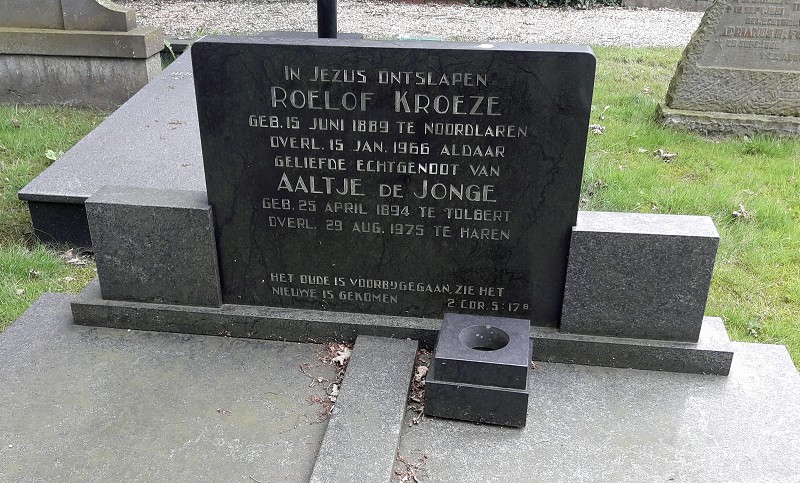 IN JEZUS ONTSLAPEN
ROELOF KROEZE
GEB. 15 JUNI 1889 TE NOORDLAREN
OVERL. 15 JAN. 1966 ALDAAR
GELIEFDE ECHTGENOOT VAN
AALTJE DE JONGE
GEB. 25 APRIL 1894 TE TOLBERT
OVERL. 29 AUG. 1975 TE HAREN
HET OUDE IS VOORBIJGEGAAN, ZIE HET
NIEUWE IS GEKOMEN 2 COR. 5:17B